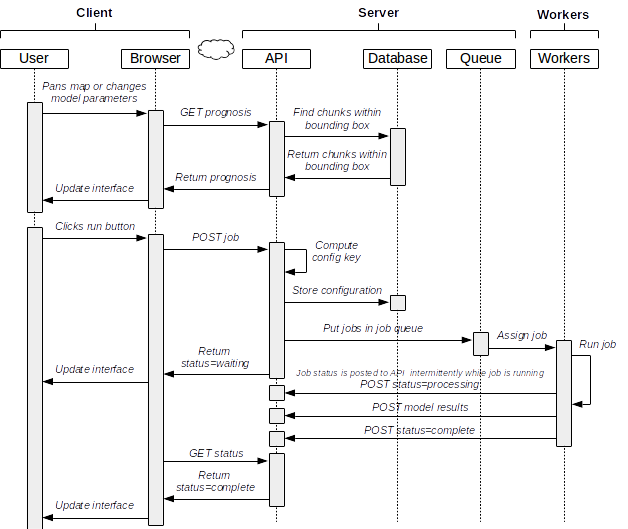 Client
Server
Workers
User
Browser
API
Database
Queue
Workers
Pans map or changes
model parameters
GET prognosis
Find chunks within
bounding box
Return chunks within
bounding box
Return prognosis
Update interface
Clicks run button
POST job
Compute
config key
Store configuration
Put jobs in job queue
Assign job
Run job
Return
status=waiting
Update interface
Job status is posted to API intermittently while job is running
POST status=processing
POST model results
POST status=complete
GET status
Return
status=complete
Update interface